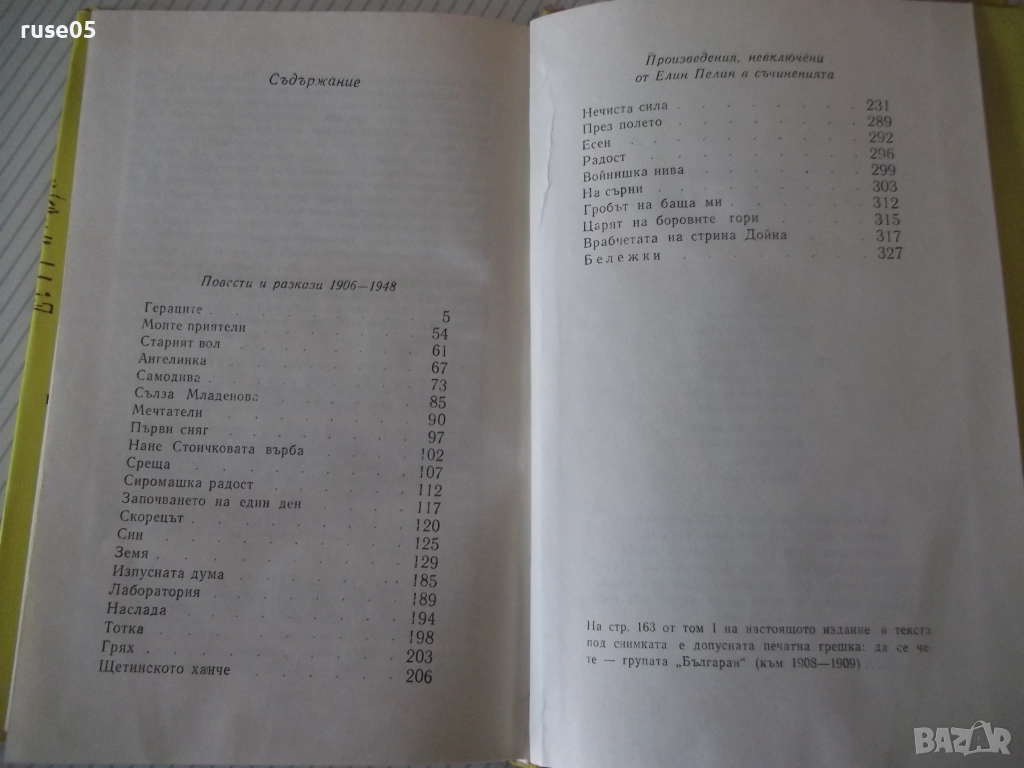 ruse05
Съдържание
Повести и разкази 1906—1948
Гераците 5
Моите приятели 54
Старият вол 61
Ангелинка 67
Самодива 73
Сълза Младенова 85
Мечтатели 90
Първи сняг 97
Нане Стоичковата върба 102
Среща 107
Сиромашка радост 112
Започването на един ден 117
Скорецът 120
Син 125
Земя 129
Изпусната дума 185
Лаборатория 189
Наслада 194
Тотка 198
Грях 203
Щетинското ханче 206
Произведения, невключени
от Елин Пелин в съчиненията
Нечиста сила 231
През полето 289
Есен 292
Радост 296
Войнишка нива 299
На сърни 303
Гробът на баща ми 312
Царят на боровите гори 315
Врабчетата на стрина Дойна 317
Бележки 327
На стр. 163 от том 1 на настоящото издание в текста
под снимката е допусната печатна грешка: да се че-
те — групата „Българан“ (към 1908—1909).
BAZAR